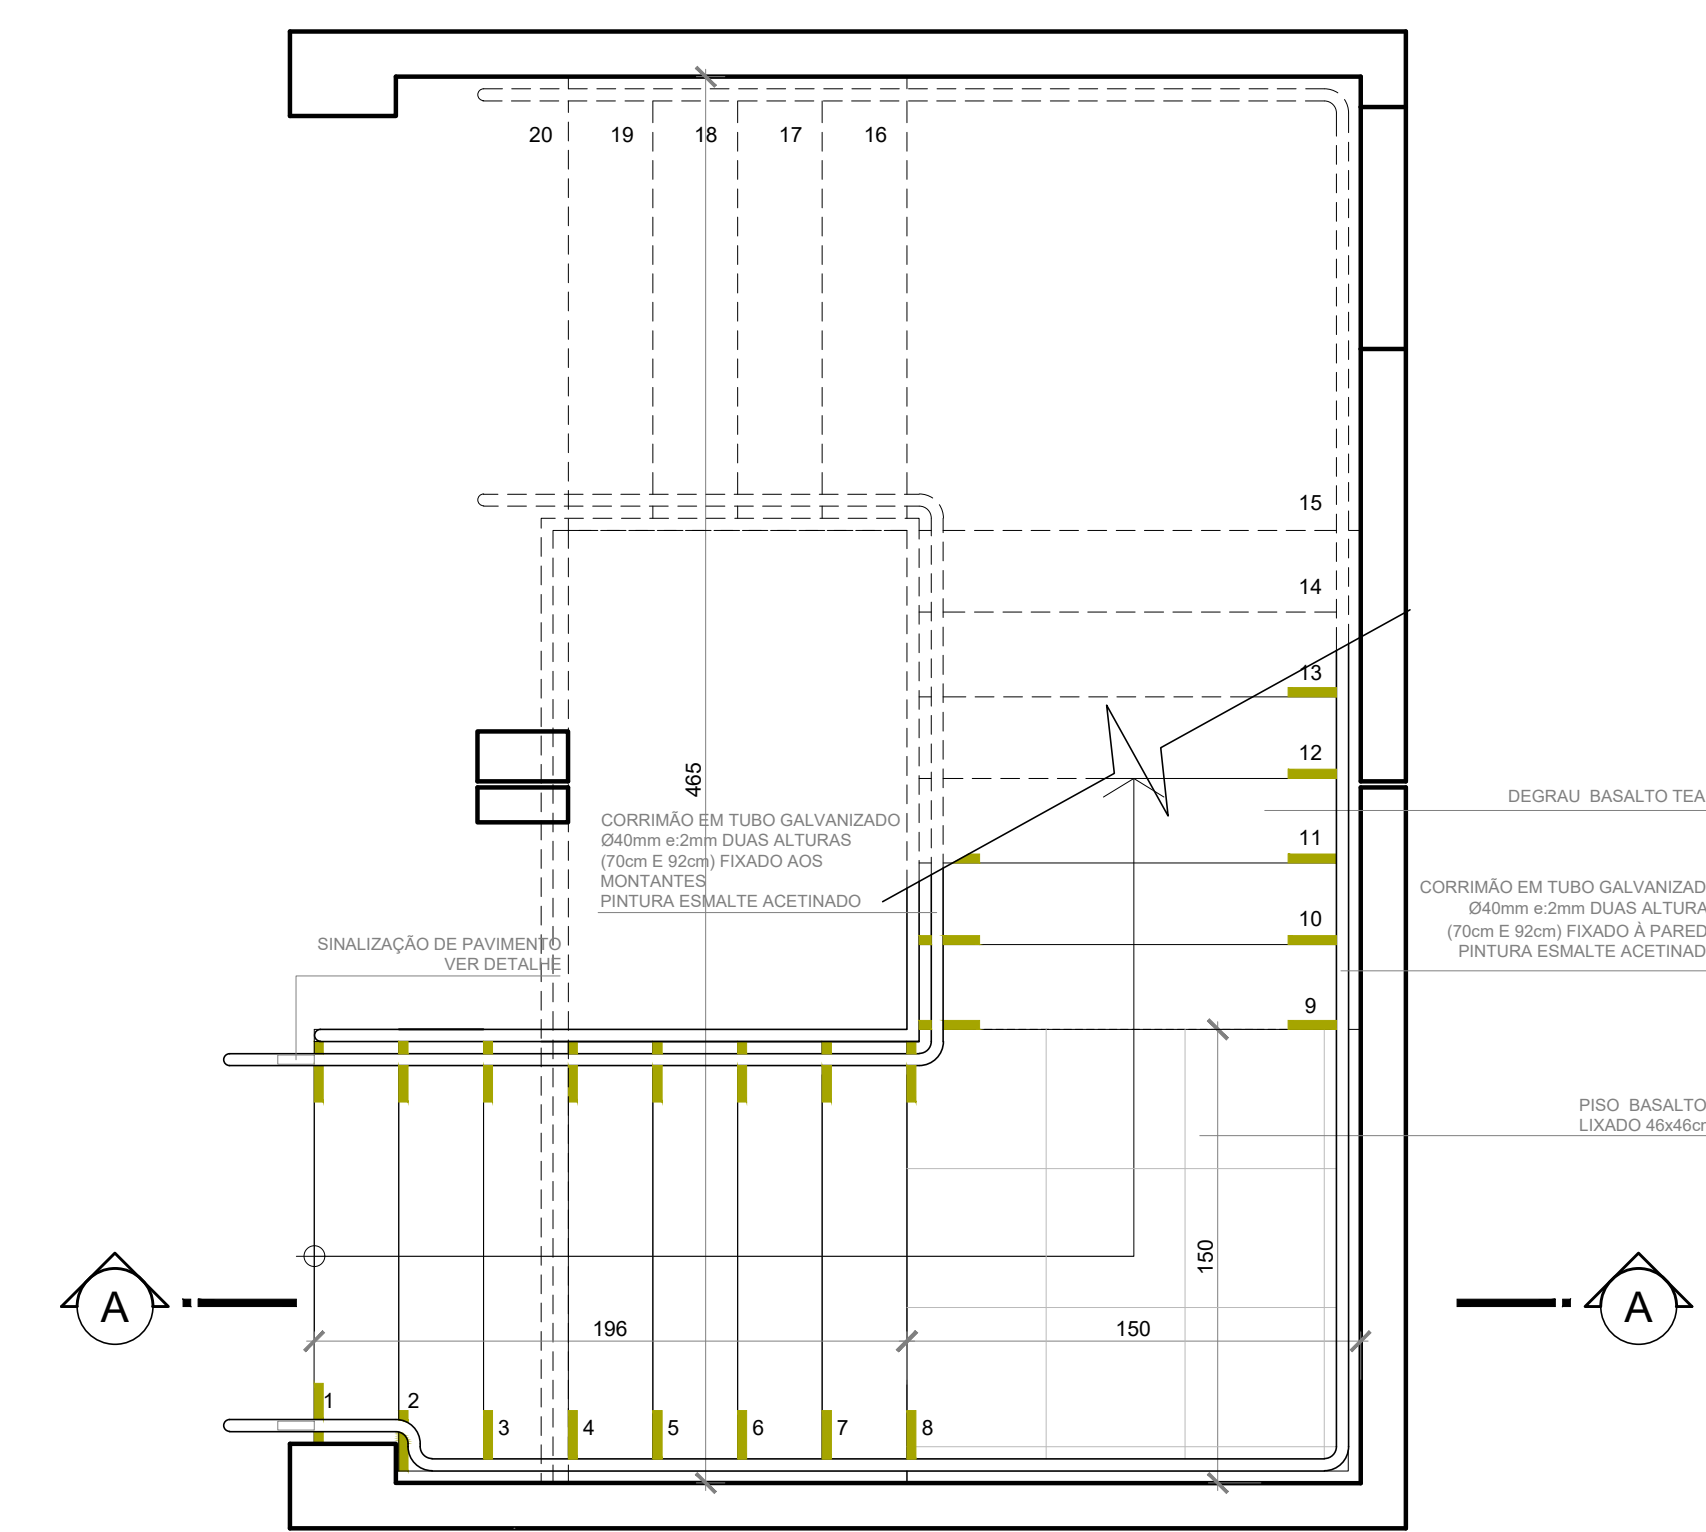 20 19 18 17 16
15
14
13
12
465
DEGRAU BASALTO TEA
CORRIMÃO EM TUBO GALVANIZADO
Ø40mm e:2mm DUAS ALTURAS
(70cm E 92cm) FIXADO AOS
MONTANTES
PINTURA ESMALTE ACETINADO
11
CORRIMÃO EM TUBO GALVANIZAD
Ø40mm e:2mm DUAS ALTURA
(70cm E 92cm) FIXADO À PARED
PINTURA ESMALTE ACETINAD
10
SINALIZAÇÃO DE PAVIMENTO
VER DETALHE
9
PISO BASALTO
LIXADO 46x46cm
150
A
A
196
150
1
2
3 4 5 6 7 8